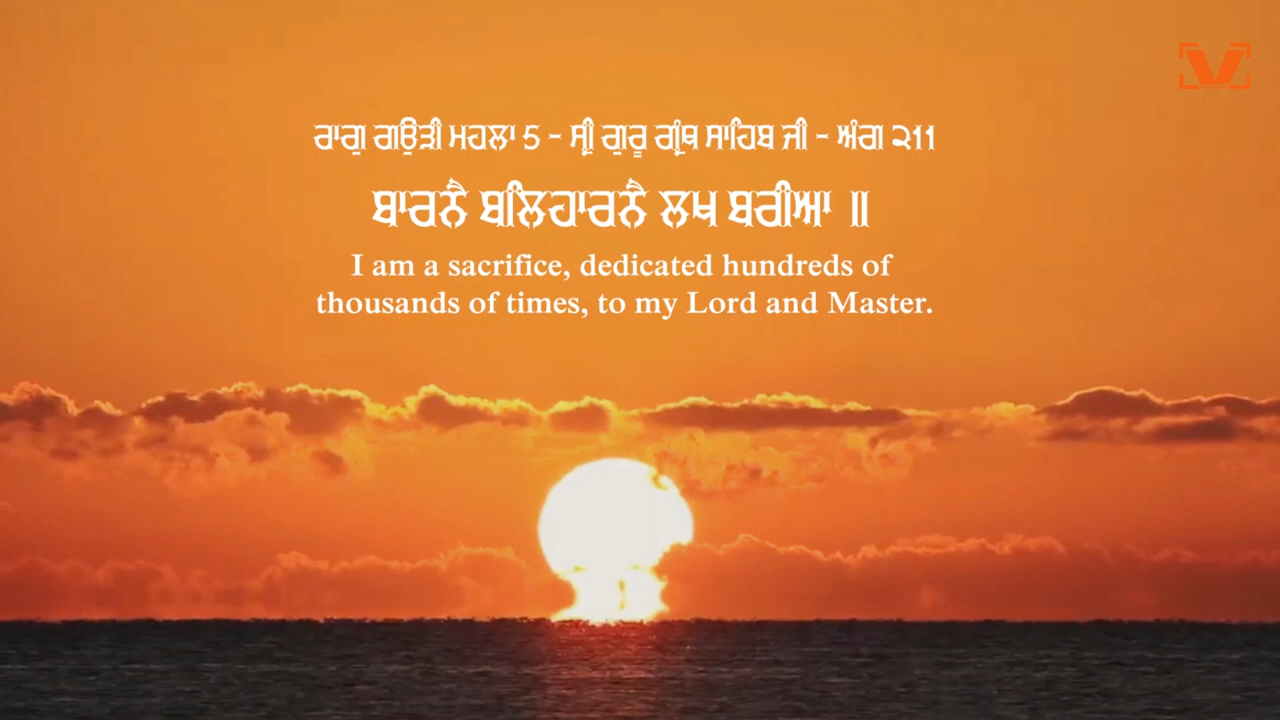 ਰਾਗੁ ਗਉੜੀ ਮਹਲਾ 5 - ਸ੍ਰੀ ਗੁਰੂ ਗ੍ਰੰਥ ਸਾਹਿਬ ਜੀ - ਅੰਗ ੨11
ਬਾਰਨੈ ਬਲਿਹਾਰਨੈ ਲਖ ਬਰੀਆ ॥
I am a sacrifice, dedicated hundreds of
thousands of times, to my Lord and Master.